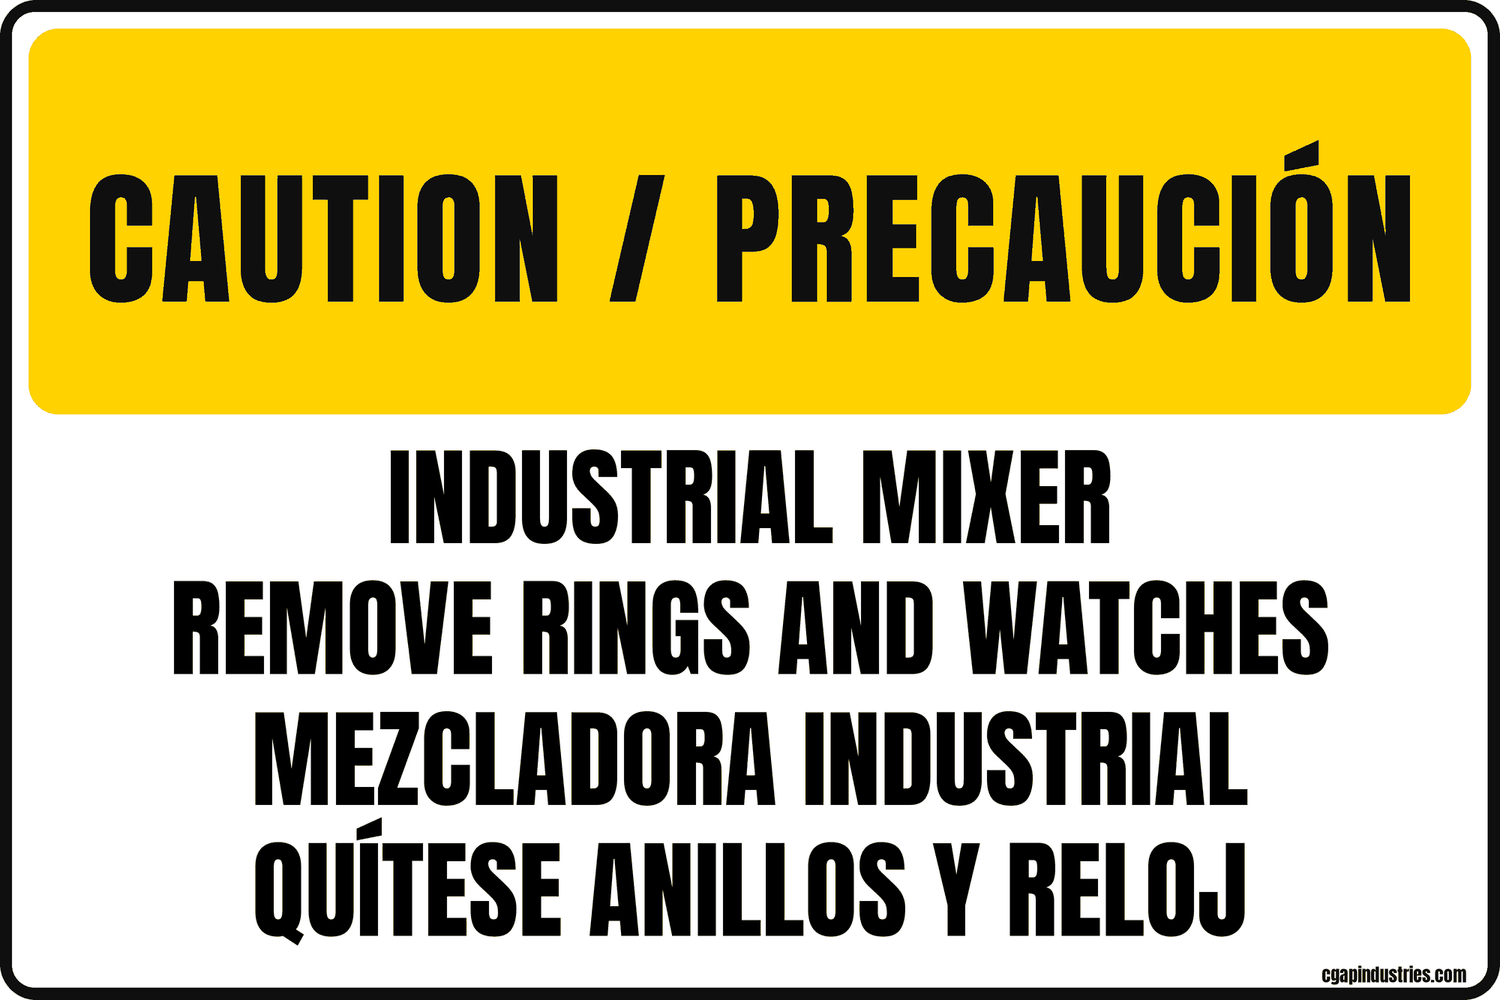 CAUTION / PRECAUCIÓN
INDUSTRIAL MIXER
REMOVE RINGS AND WATCHES
MEZCLADORA INDUSTRIAL
QUÍTESE ANILLOS Y RELOJ
cgapindustries.com